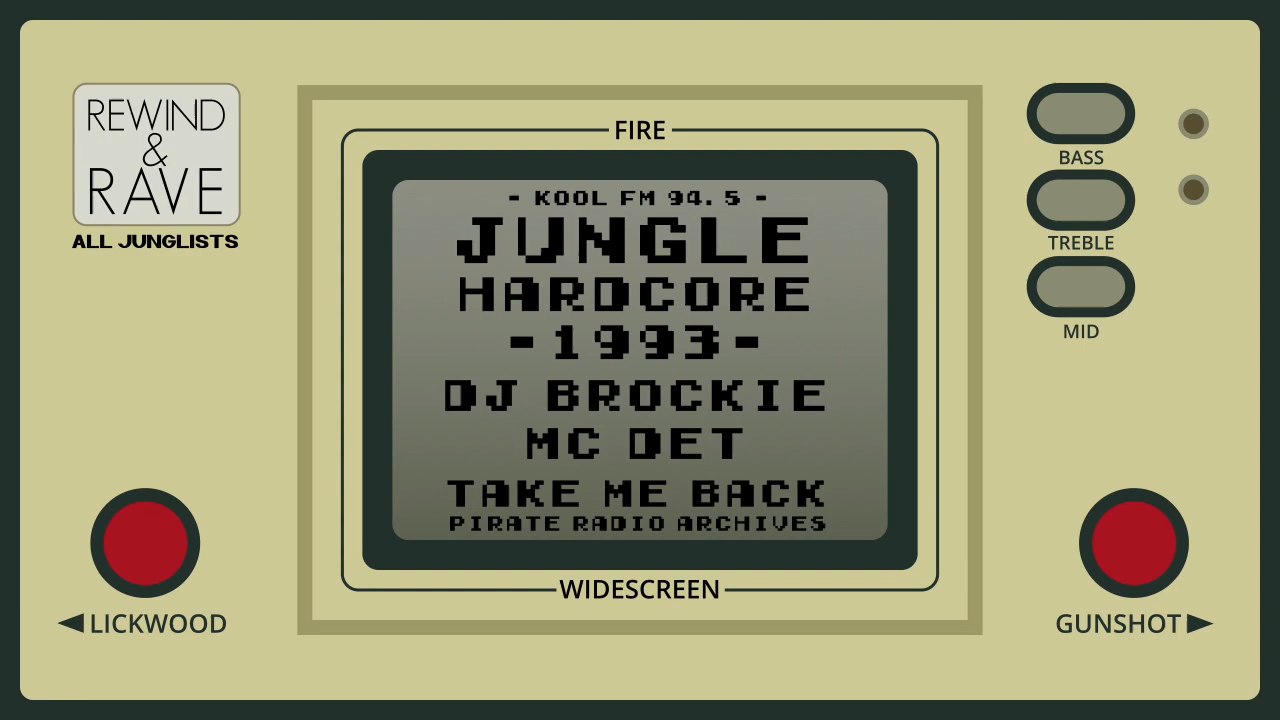 REWIND
&
RAVE
ALL JUNGLISTS
FIRE
- KOOL FM 94.5 -
JUNGLE
HARDCORE
-1993-
DJ BROCKIE
MC DET
TAKE ME BACK
PIRATE RADIO ARCHIVES
WIDESCREEN
BASS
TREBLE
MID
LICKWOOD
GUNSHOT